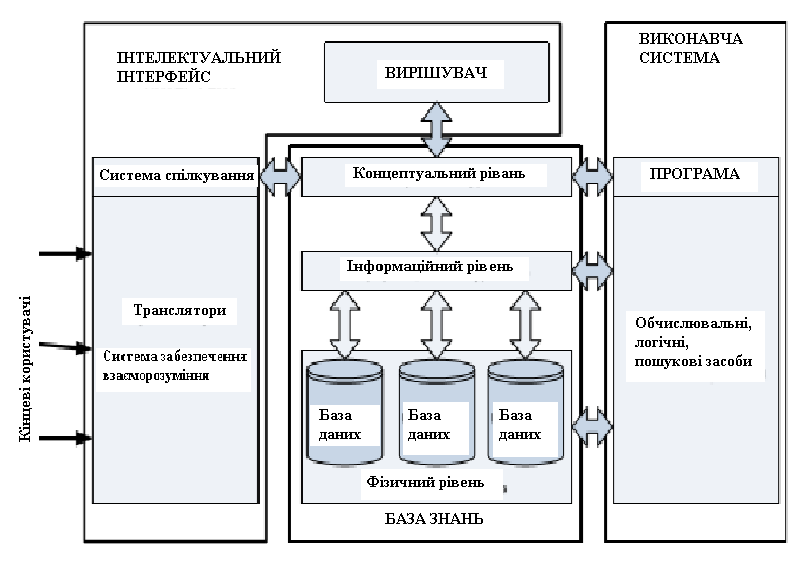 ІНТЕЛЕКТУАЛЬНИЙ
ІНТЕРФЕЙС
ВИРІШУВАЧ
ВИКОНАВЧА
СИСТЕМА
Система спілкування
Концептуальний рівань
ПРОГРАМА
Інформаційний рівень
Транслятори
Система забезпечення
взаєморозуміння
Обчислювальні,
логічні,
пошукові засоби
Кінцеві користувачі
База
даних
База
даних
База
даних
Фізичний рівень
БАЗА ЗНАНЬ